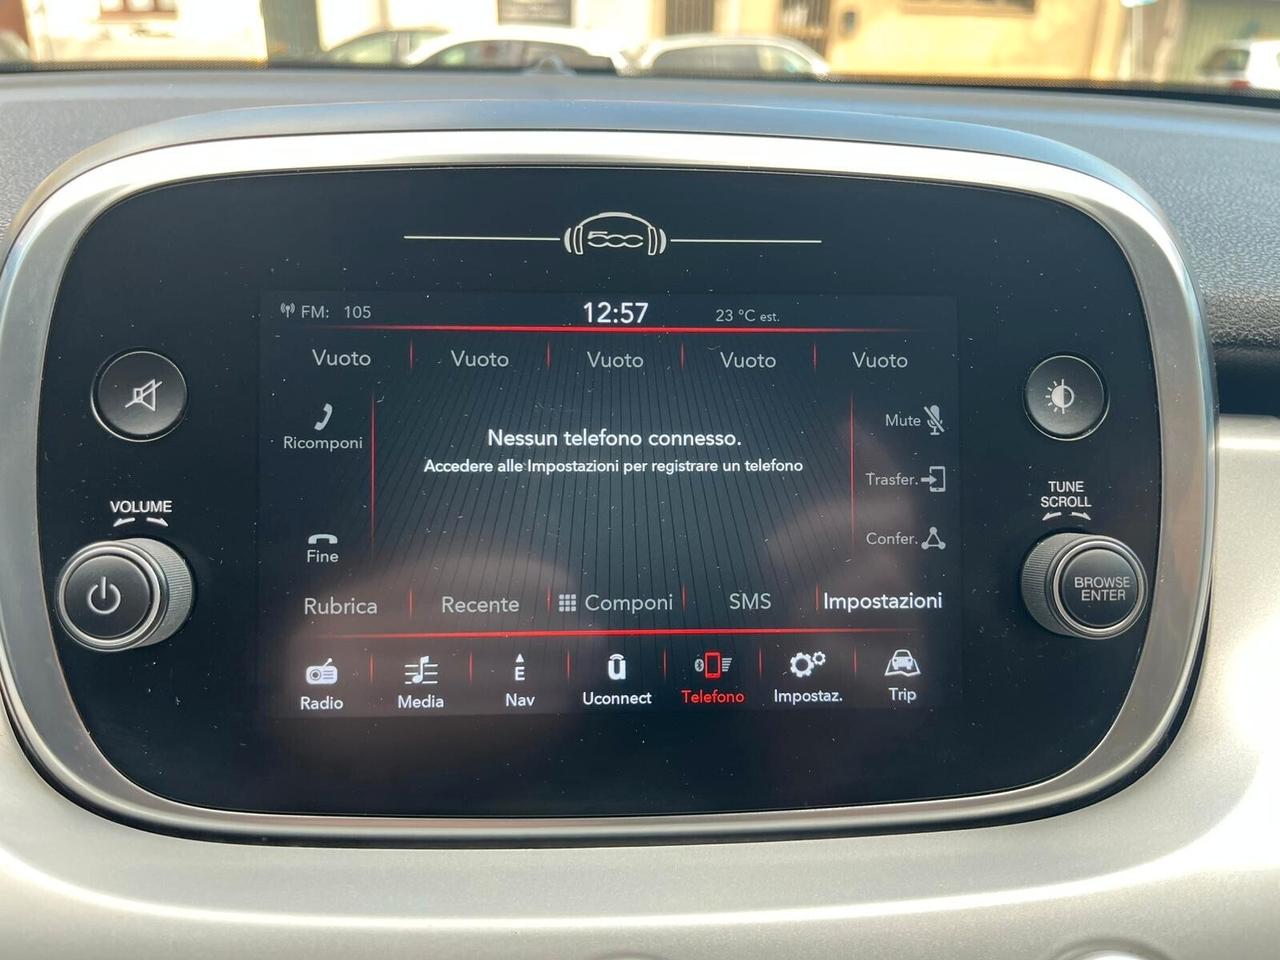 500
FM: 105 12:57 23 °C est.
Vuoto Vuoto Vuoto Vuoto Vuoto
Ricomponi
Nessun telefono connesso.
Accedere alle Impostazioni per registrare un telefono
Mute
Trasfer.
Confer.
Fine
Rubrica Recente Componi SMS Impostazioni
E
Radio Media Nav Uconnect Telefono Impostaz. Trip
VOLUME
TUNE
SCROLL
BROWSE
ENTER